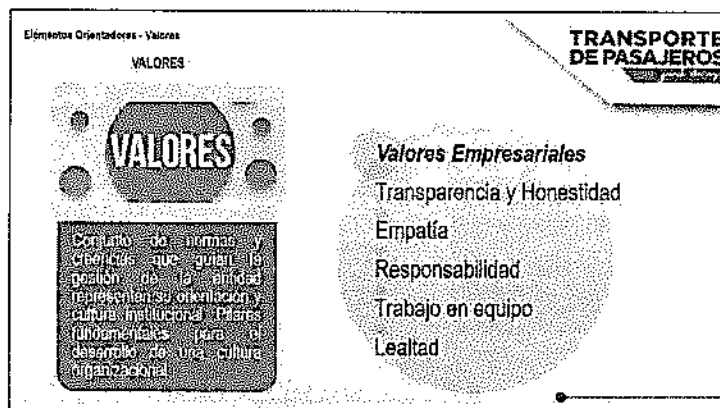 Elementos Orientadores - Valores
VALORES
VALORES
Conjunto de normas y
creencias que guían la
gestión de la entidad
representan su orientación y
cultura institucional. Pilares
fundamentales para el
desarrollo de una cultura
organizacional
TRANSPORTE
DE PASAJEROS
Valores Empresariales
Transparencia y Honestidad
Empatía
Responsabilidad
Trabajo en equipo
Lealtad